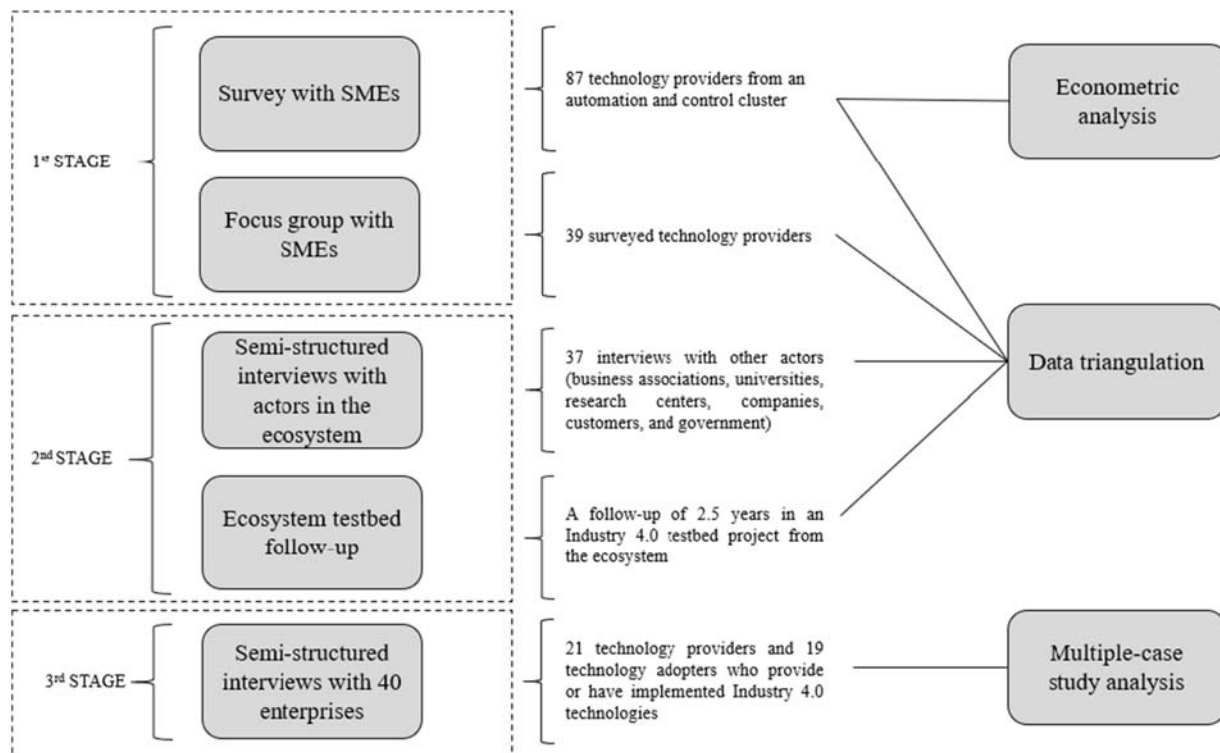 1st STAGE
Survey with SMEs
87 technology providers from an
automation and control cluster
Econometric
analysis
Focus group with
SMEs
39 surveyed technology providers
2nd STAGE
Semi-structured
interviews with
actors in the
ecosystem
37 interviews with other actors
(business associations, universities,
research centers, companies,
customers, and government)
Data triangulation
Ecosystem testbed
follow-up
A follow-up of 2.5 years in an
Industry 4.0 testbed project from
the ecosystem
3rd STAGE
Semi-structured
interviews with 40
enterprises
21 technology providers and 19
technology adopters who provide
or have implemented Industry 4.0
technologies
Multiple-case
study analysis